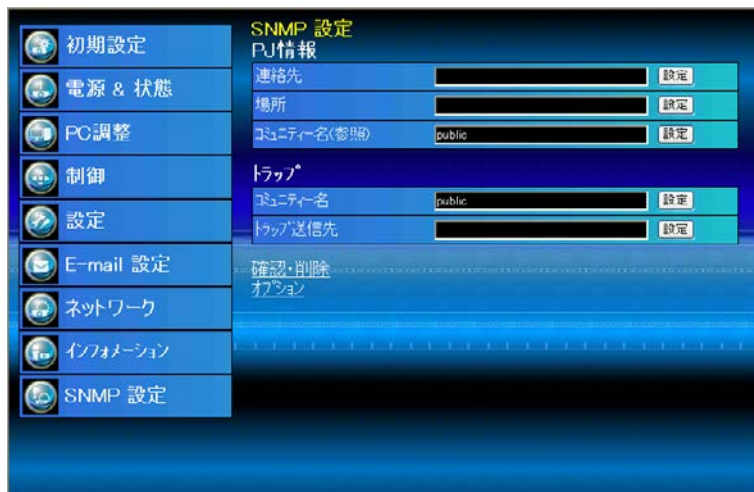 初期設定
電源 & 状態
PC調整
制御
設定
E-mail 設定
ネットワーク
インフォメーション
SNMP 設定
SNMP 設定
PJ情報
連絡先 設定
場所 設定
コミュニティー名(参照) public 設定
トラップ
コミュニティー名 public 設定
トラップ送信先 設定
確認・削除
オプション